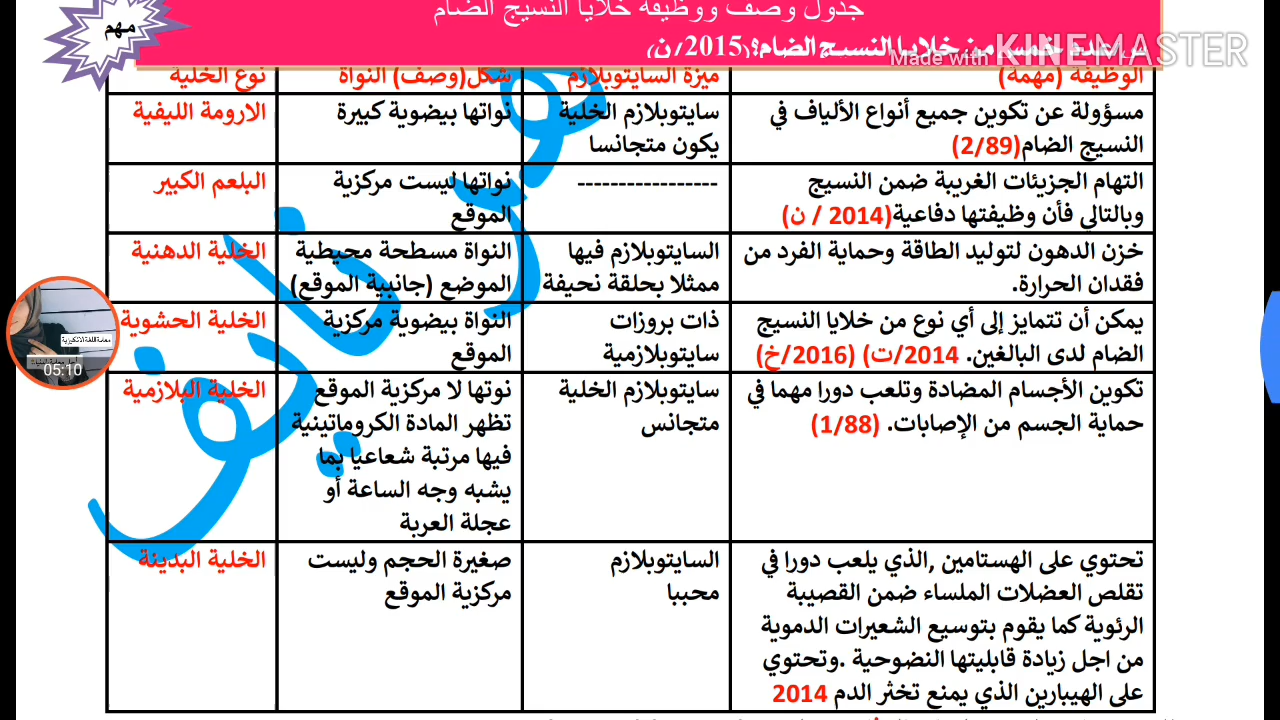 جدول وصف ووظيفة خلايا النسيج الضام
مهم
خلايا النسيج الضام؟(2015/ن)
Made with KINEMASTER
نوع الخلية
شكل(وصف) النواة
ميزة السايتوبلازم
الوظيفة (مهمة)
الارومة الليفية
نواتها بيضوية كبيرة
سايتوبلازم الخلية
يكون متجانسا
مسؤولة عن تكوين جميع أنواع الألياف في
النسيج الضام(2/89)
البلعم الكبير
نواتها ليست مركزية
الموقع
-----------------
التهام الجزيئات الغريبة ضمن النسيج
وبالتالي فأن وظيفتها دفاعية(2014 / ن)
الخلية الدهنية
النواة مسطحة محيطية
الموضع (جانبية الموقع)
السايتوبلازم فيها
ممثلا بحلقة نحيفة
خزن الدهون لتوليد الطاقة وحماية الفرد من
فقدان الحرارة.
الخلية الحشوية
النواة بيضوية مركزية
الموقع
ذات بروزات
سايتوبلازمية
يمكن أن تتمايز إلى أي نوع من خلايا النسيج
الضام لدى البالغين. 2014/ت) (2016/خ)
الخلية البلازمية
نوتها لا مركزية الموقع
تظهر المادة الكروماتينية
فيها مرتبة شعاعيا بما
يشبه وجه الساعة أو
عجلة العربة
سايتوبلازم الخلية
متجانس
تكوين الأجسام المضادة وتلعب دورا مهما في
حماية الجسم من الإصابات. (1/88)
الخلية البدينة
صغيرة الحجم وليست
مركزية الموقع
السايتوبلازم
محببا
تحتوي على الهستامين ,الذي يلعب دورا في
تقلص العضلات الملساء ضمن القصيبة
الرئوية كما يقوم بتوسيع الشعيرات الدموية
من اجل زيادة قابليتها النضوحية .وتحتوي
على الهيبارين الذي يمنع تخثر الدم 2014
05:10